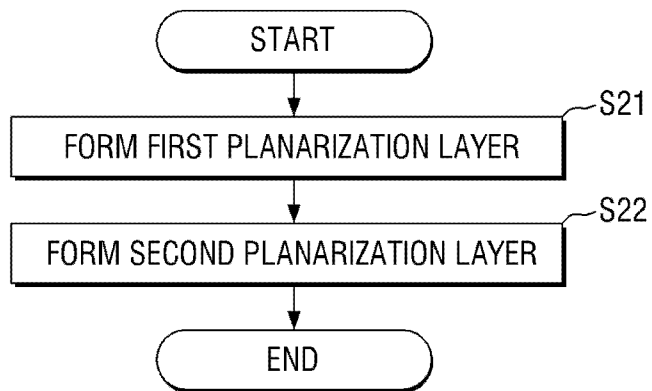 START
S21
FORM FIRST PLANARIZATION LAYER
S22
FORM SECOND PLANARIZATION LAYER
END